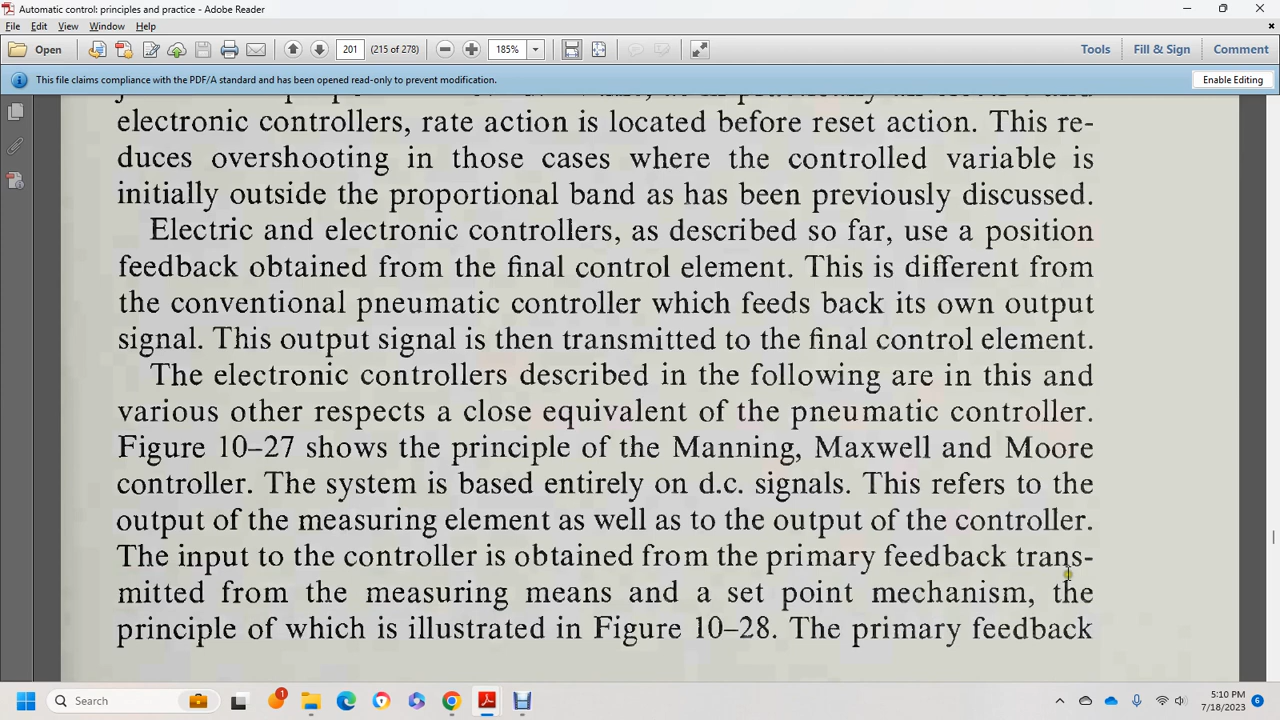 Automatic control: principles and practice - Adobe Reader
File Edit View Window Help
Open 201 (215 of 278) 185% Tools Fill & Sign Comment
This file claims compliance with the PDF/A standard and has been opened read-only to prevent modification. Enable Editing
electronic controllers, rate action is located before reset action. This re-
duces overshooting in those cases where the controlled variable is
initially outside the proportional band as has been previously discussed.
Electric and electronic controllers, as described so far, use a position
feedback obtained from the final control element. This is different from
the conventional pneumatic controller which feeds back its own output
signal. This output signal is then transmitted to the final control element.
The electronic controllers described in the following are in this and
various other respects a close equivalent of the pneumatic controller.
Figure 10–27 shows the principle of the Manning, Maxwell and Moore
controller. The system is based entirely on d.c. signals. This refers to the
output of the measuring element as well as to the output of the controller.
The input to the controller is obtained from the primary feedback trans-
mitted from the measuring means and a set point mechanism, the
principle of which is illustrated in Figure 10–28. The primary feedback
Search 1 5:10 PM
7/18/2023 6